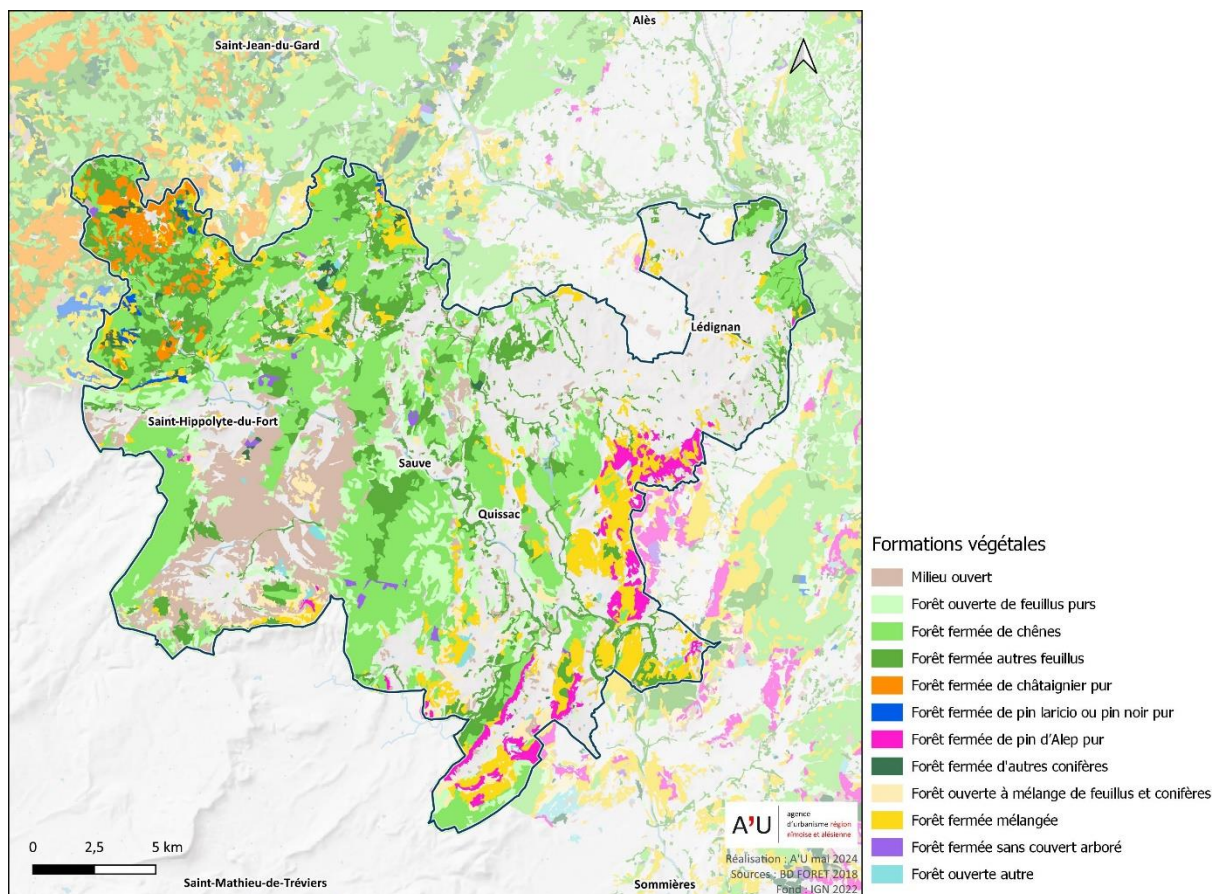 Alès
Saint-Jean-du-Gard
Lédignan
Saint-Hippolyte-du-Fort
Sauve
Quissac
Formations végétales
Milieu ouvert
Forêt ouverte de feuillus purs
Forêt fermée de chênes
Forêt fermée autres feuillus
Forêt fermée de châtaignier pur
Forêt fermée de pin laricio ou pin noir pur
Forêt fermée de pin d'Alep pur
Forêt fermée d'autres conifères
Forêt ouverte à mélange de feuillus et conifères
Forêt fermée mélangée
Forêt fermée sans couvert arboré
Forêt ouverte autre
A'U
agence
d'urbanisme région
nîmoise et alésienne
Réalisation : A'U mai 2024
Sources : BD FORET 2018
Fond : IGN 2022
0 2,5 5 km
Saint-Mathieu-de-Tréviers
Sommières